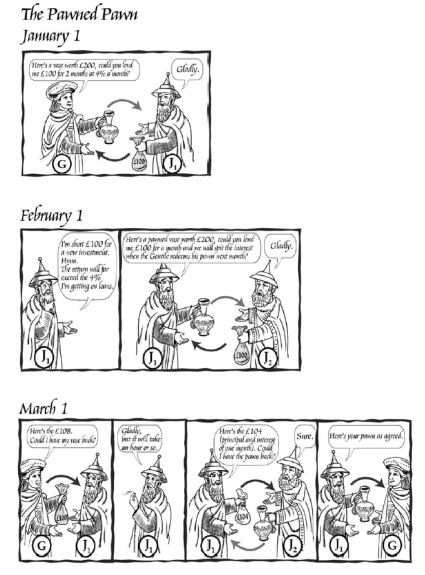 The Pawned Pawn
January 1
Here's a vase worth £200, could you lend
me £100 for 2 months at 4% a month?
Gladly.
£100
G
J1
February 1
I'm short £100 for
a new investment.
Hmm.
The return will far
exceed the 4%
I'm getting on loans.
Here's a pawned vase worth £200, could you lend
me £100 for a month and we will split the interest
when the Gentile redeems his pawn next month?
Gladly.
£100
J1
J1
J2
March 1
Here's the £108.
Could I have my vase back?
£108
G
J1
Gladly,
but it will take
an hour or so.
J1
Here's the £104
(principal and interest
of one month). Could
I have the pawn back?
Sure.
£104
J1
J2
Here's your pawn as agreed.
J1
G